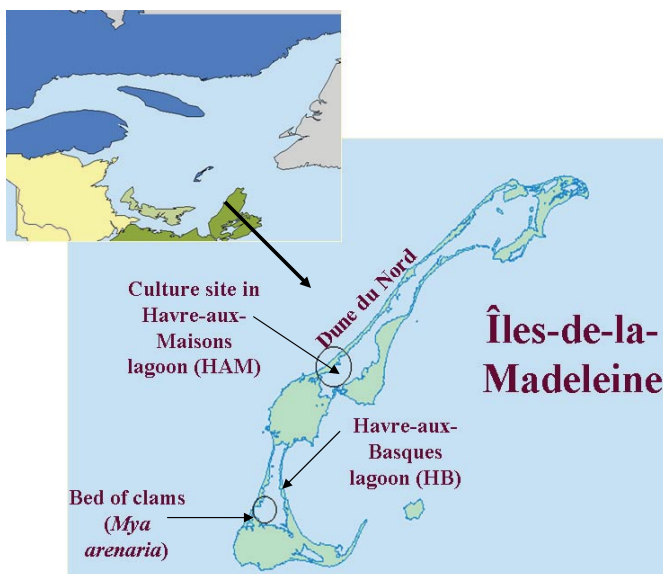 Dune du Nord
Culture site in
Havre-aux-
Maisons
lagoon (HAM)
Îles-de-la-
Madeleine
Havre-aux-
Basques
lagoon (HB)
Bed of clams
(Mya
arenaria)